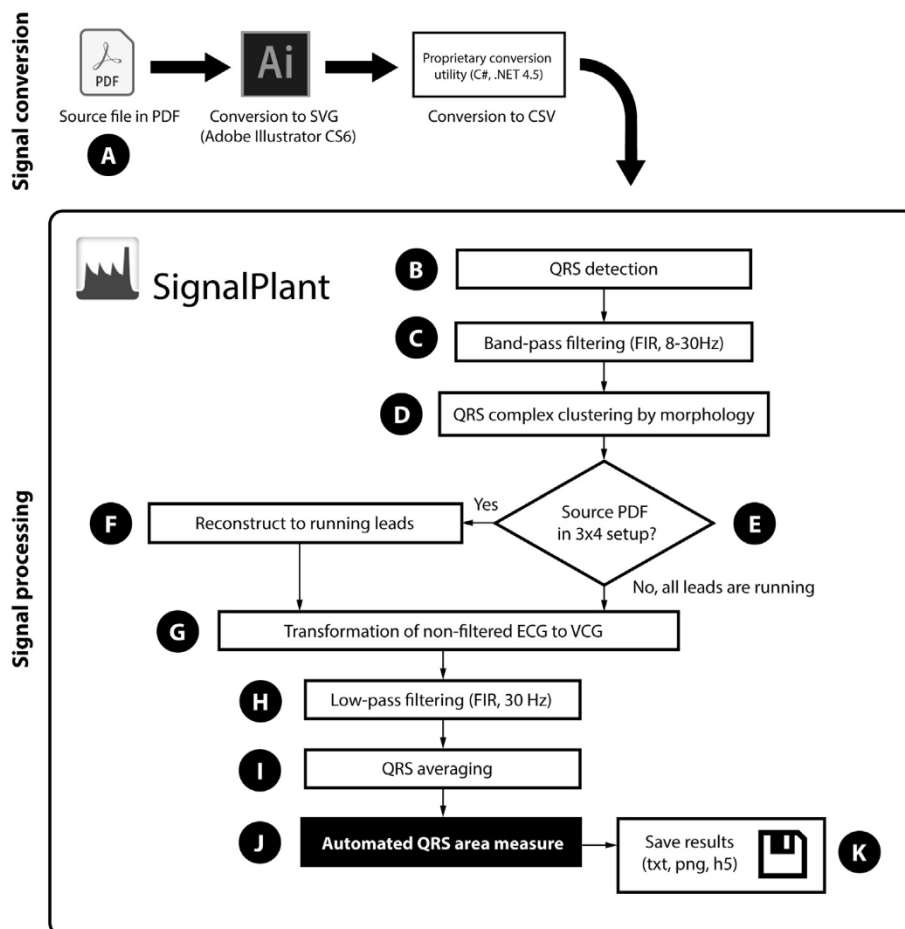 Signal conversion
PDF
Ai
Proprietary conversion
utility (C#, .NET 4.5)
Source file in PDF
Conversion to SVG
(Adobe Illustrator CS6)
Conversion to CSV
A
Signal processing
SignalPlant
B
QRS detection
C
Band-pass filtering (FIR, 8-30Hz)
D
QRS complex clustering by morphology
F
Reconstruct to running leads
Yes
Source PDF
in 3x4 setup?
E
No, all leads are running
G
Transformation of non-filtered ECG to VCG
H
Low-pass filtering (FIR, 30 Hz)
I
QRS averaging
J
Automated QRS area measure
Save results
(txt, png, h5)
K